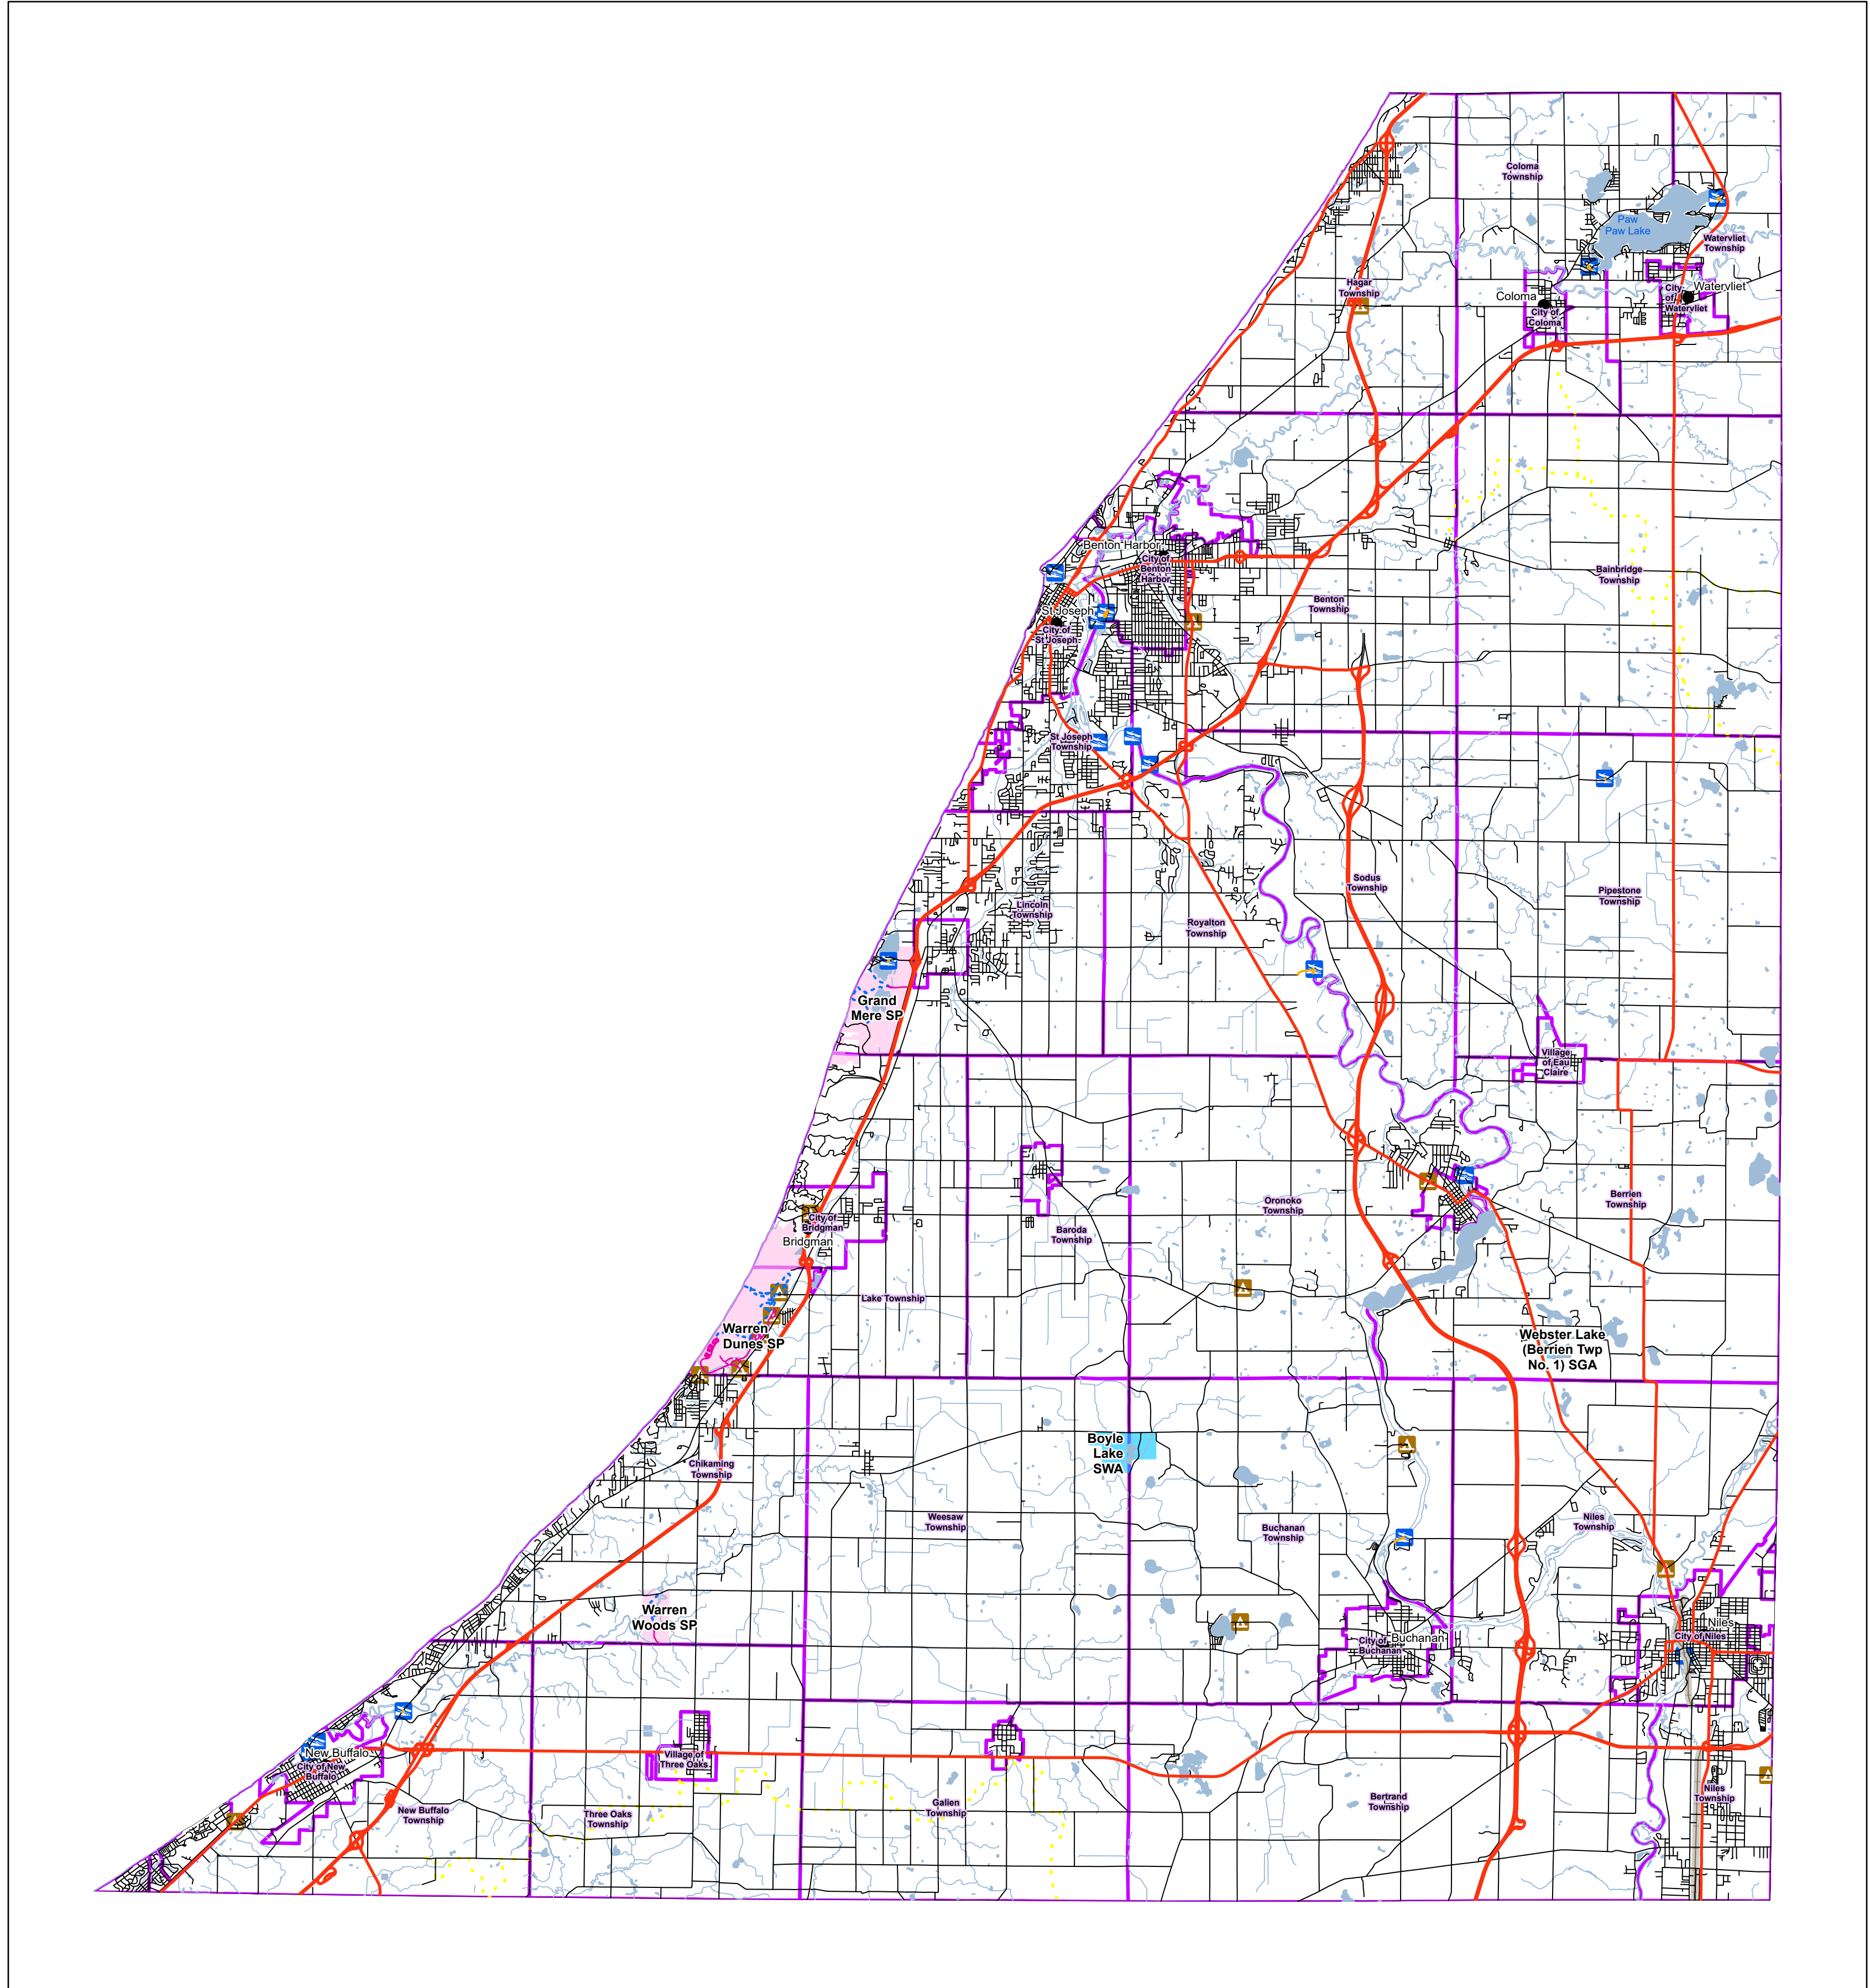 Coloma
Township
Paw
Paw Lake
Watervliet
Township
Hagar
Township
Coloma
City of
Coloma
City
of
Watervliet
Watervliet
Benton Harbor
City of
Benton
Harbor
Bainbridge
Township
Benton
Township
St Joseph
City of
St Joseph
St Joseph
Township
Sodus
Township
Pipestone
Township
Lincoln
Township
Royalton
Township
Grand
Mere SP
Village
of Eau
Claire
Oronoko
Township
Berrien
Township
City of
Bridgman
Bridgman
Baroda
Township
Lake Township
Warren
Dunes SP
Webster Lake
(Berrien Twp
No. 1) SGA
Boyle
Lake
SWA
Chikaming
Township
Weesaw
Township
Buchanan
Township
Niles
Township
Warren
Woods SP
City of
Buchanan
Buchanan
Niles
City of Niles
New Buffalo
City of New
Buffalo
Village of
Three Oaks
New Buffalo
Township
Three Oaks
Township
Galien
Township
Bertrand
Township
Niles
Township